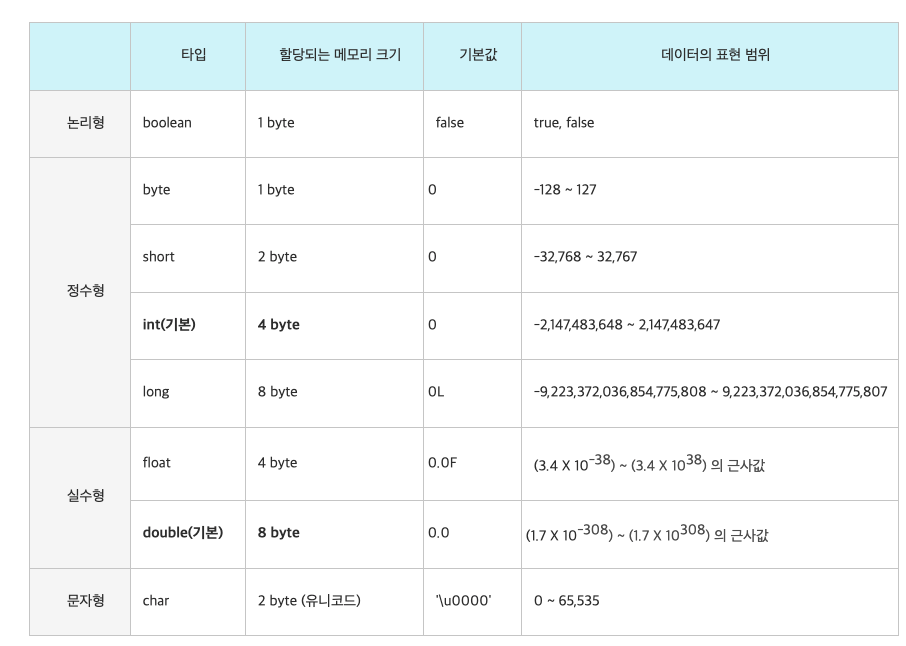 타입 할당되는 메모리 크기 기본값 데이터의 표현 범위
논리형 boolean 1 byte false true, false
정수형
byte 1 byte 0 -128 ~ 127
short 2 byte 0 -32,768 ~ 32,767
int(기본) 4 byte 0 -2,147,483,648 ~ 2,147,483,647
long 8 byte 0L -9,223,372,036,854,775,808 ~ 9,223,372,036,854,775,807
실수형
float 4 byte 0.0F (3.4 X 10⁻³⁸) ~ (3.4 X 10³⁸) 의 근사값
double(기본) 8 byte 0.0 (1.7 X 10⁻³⁰⁸) ~ (1.7 X 10³⁰⁸) 의 근사값
문자형 char 2 byte (유니코드) '\u0000' 0 ~ 65,535